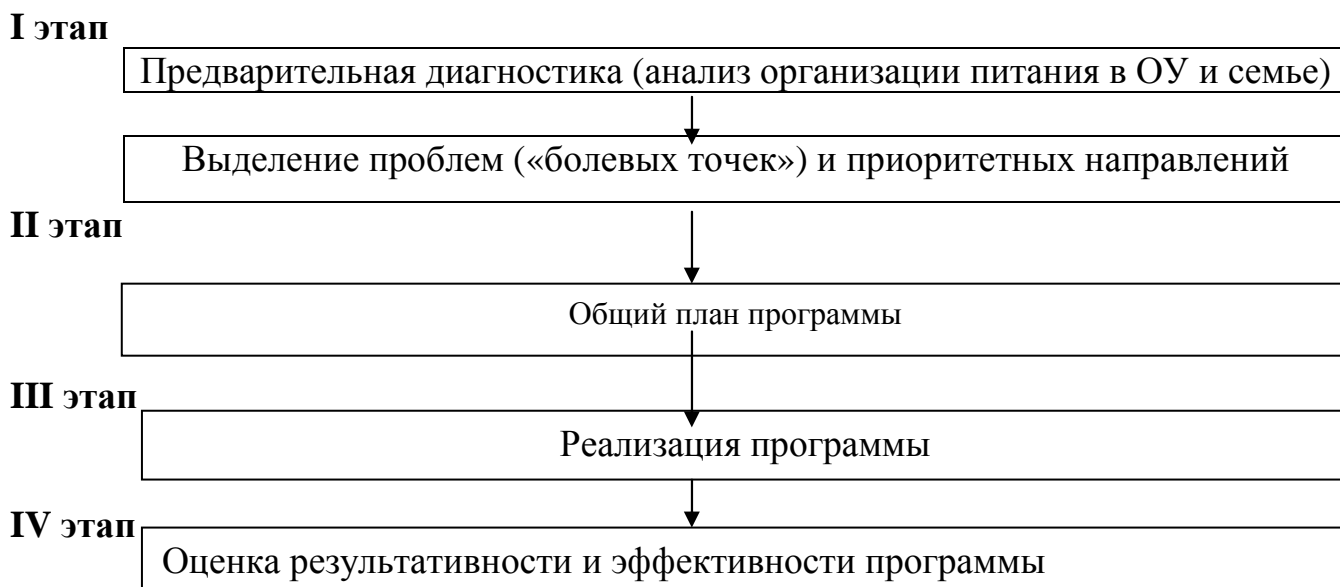 I этап
Предварительная диагностика (анализ организации питания в ОУ и семье)
Выделение проблем («болевых точек») и приоритетных направлений
II этап
Общий план программы
III этап
Реализация программы
IV этап
Оценка результативности и эффективности программы